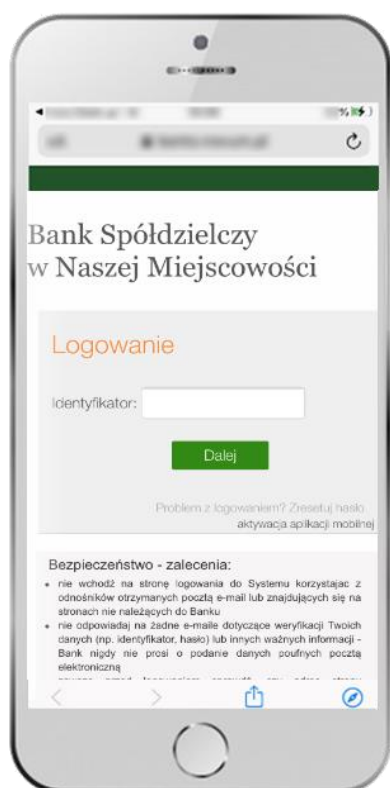 Bank Spółdzielczy
w Naszej Miejscowości
Logowanie
Identyfikator:
Dalej
Problem z logowaniem? Zresetuj hasło
aktywacja aplikacji mobilnej
Bezpieczeństwo - zalecenia:
• nie wchodź na stronę logowania do Systemu korzystając z
odnośników otrzymanych pocztą e-mail lub znajdujących się na
stronach nie należących do Banku
• nie odpowiadaj na żadne e-maile dotyczące weryfikacji Twoich
danych (np. identyfikator, hasło) lub innych ważnych informacji -
Bank nigdy nie prosi o podanie danych poufnych pocztą
elektroniczną